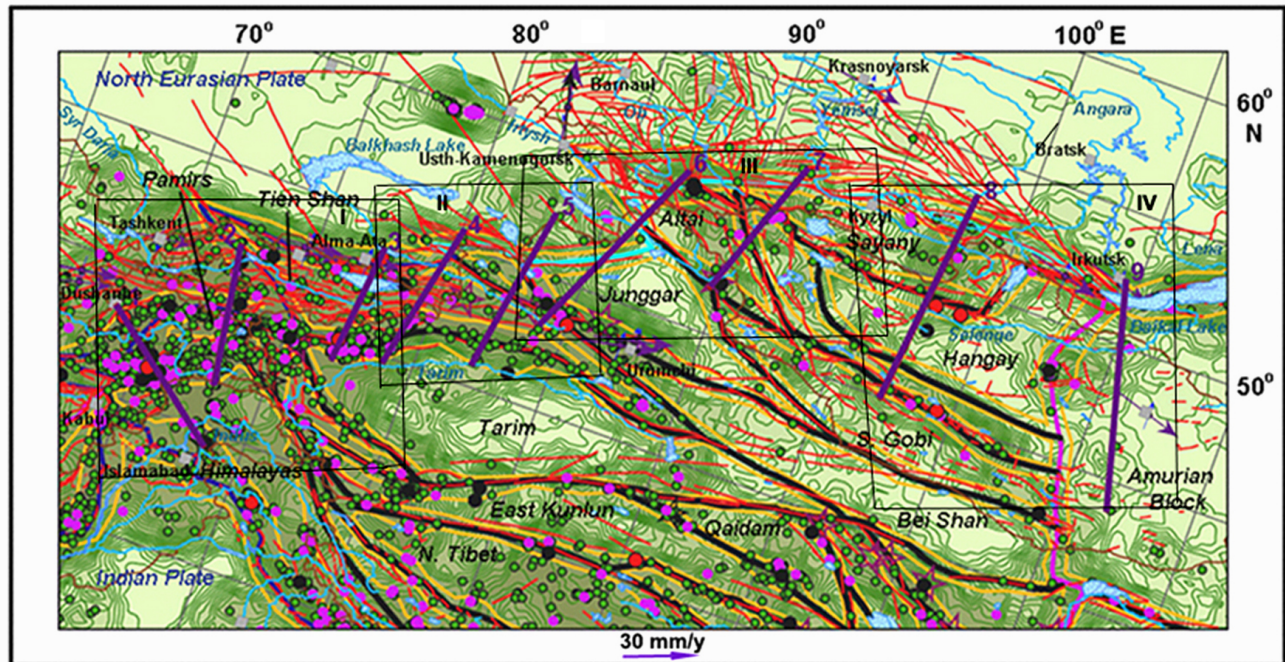 70°
80°
90°
100° E
North Eurasian Plate
Barnaul
Krasnoyarsk
60°
N
Ob
Yenisei
Angara
Syr Daria
Irtysh
Balkhash Lake
Usth-Kamenogorsk
Bratsk
Pamirs
6
III
7
Tien Shan
II
8
IV
Tashkent
I
4
5
Altai
Kyzyl
Alma-Ata
3
Sayany
Lena
2
Irkutsk
9
Dushanbe
1
Junggar
Baikal Lake
Selenge
Hangay
Tarim
Urumchi
50°
Kabul
Tarim
S. Gobi
Indus
Islamabad
Himalayas
Amurian
Block
East Kunlun
Bei Shan
Qaidam
N. Tibet
Indian Plate
30 mm/y